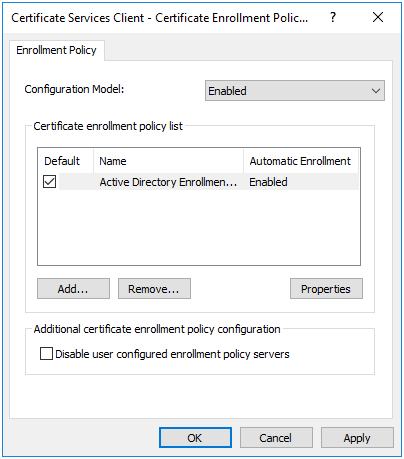 Certificate Services Client - Certificate Enrollment Polic...
Enrollment Policy
Configuration Model:
Enabled
Certificate enrollment policy list
Default Name Automatic Enrollment
Active Directory Enrollmen... Enabled
Add... Remove... Properties
Additional certificate enrollment policy configuration
Disable user configured enrollment policy servers
OK Cancel Apply